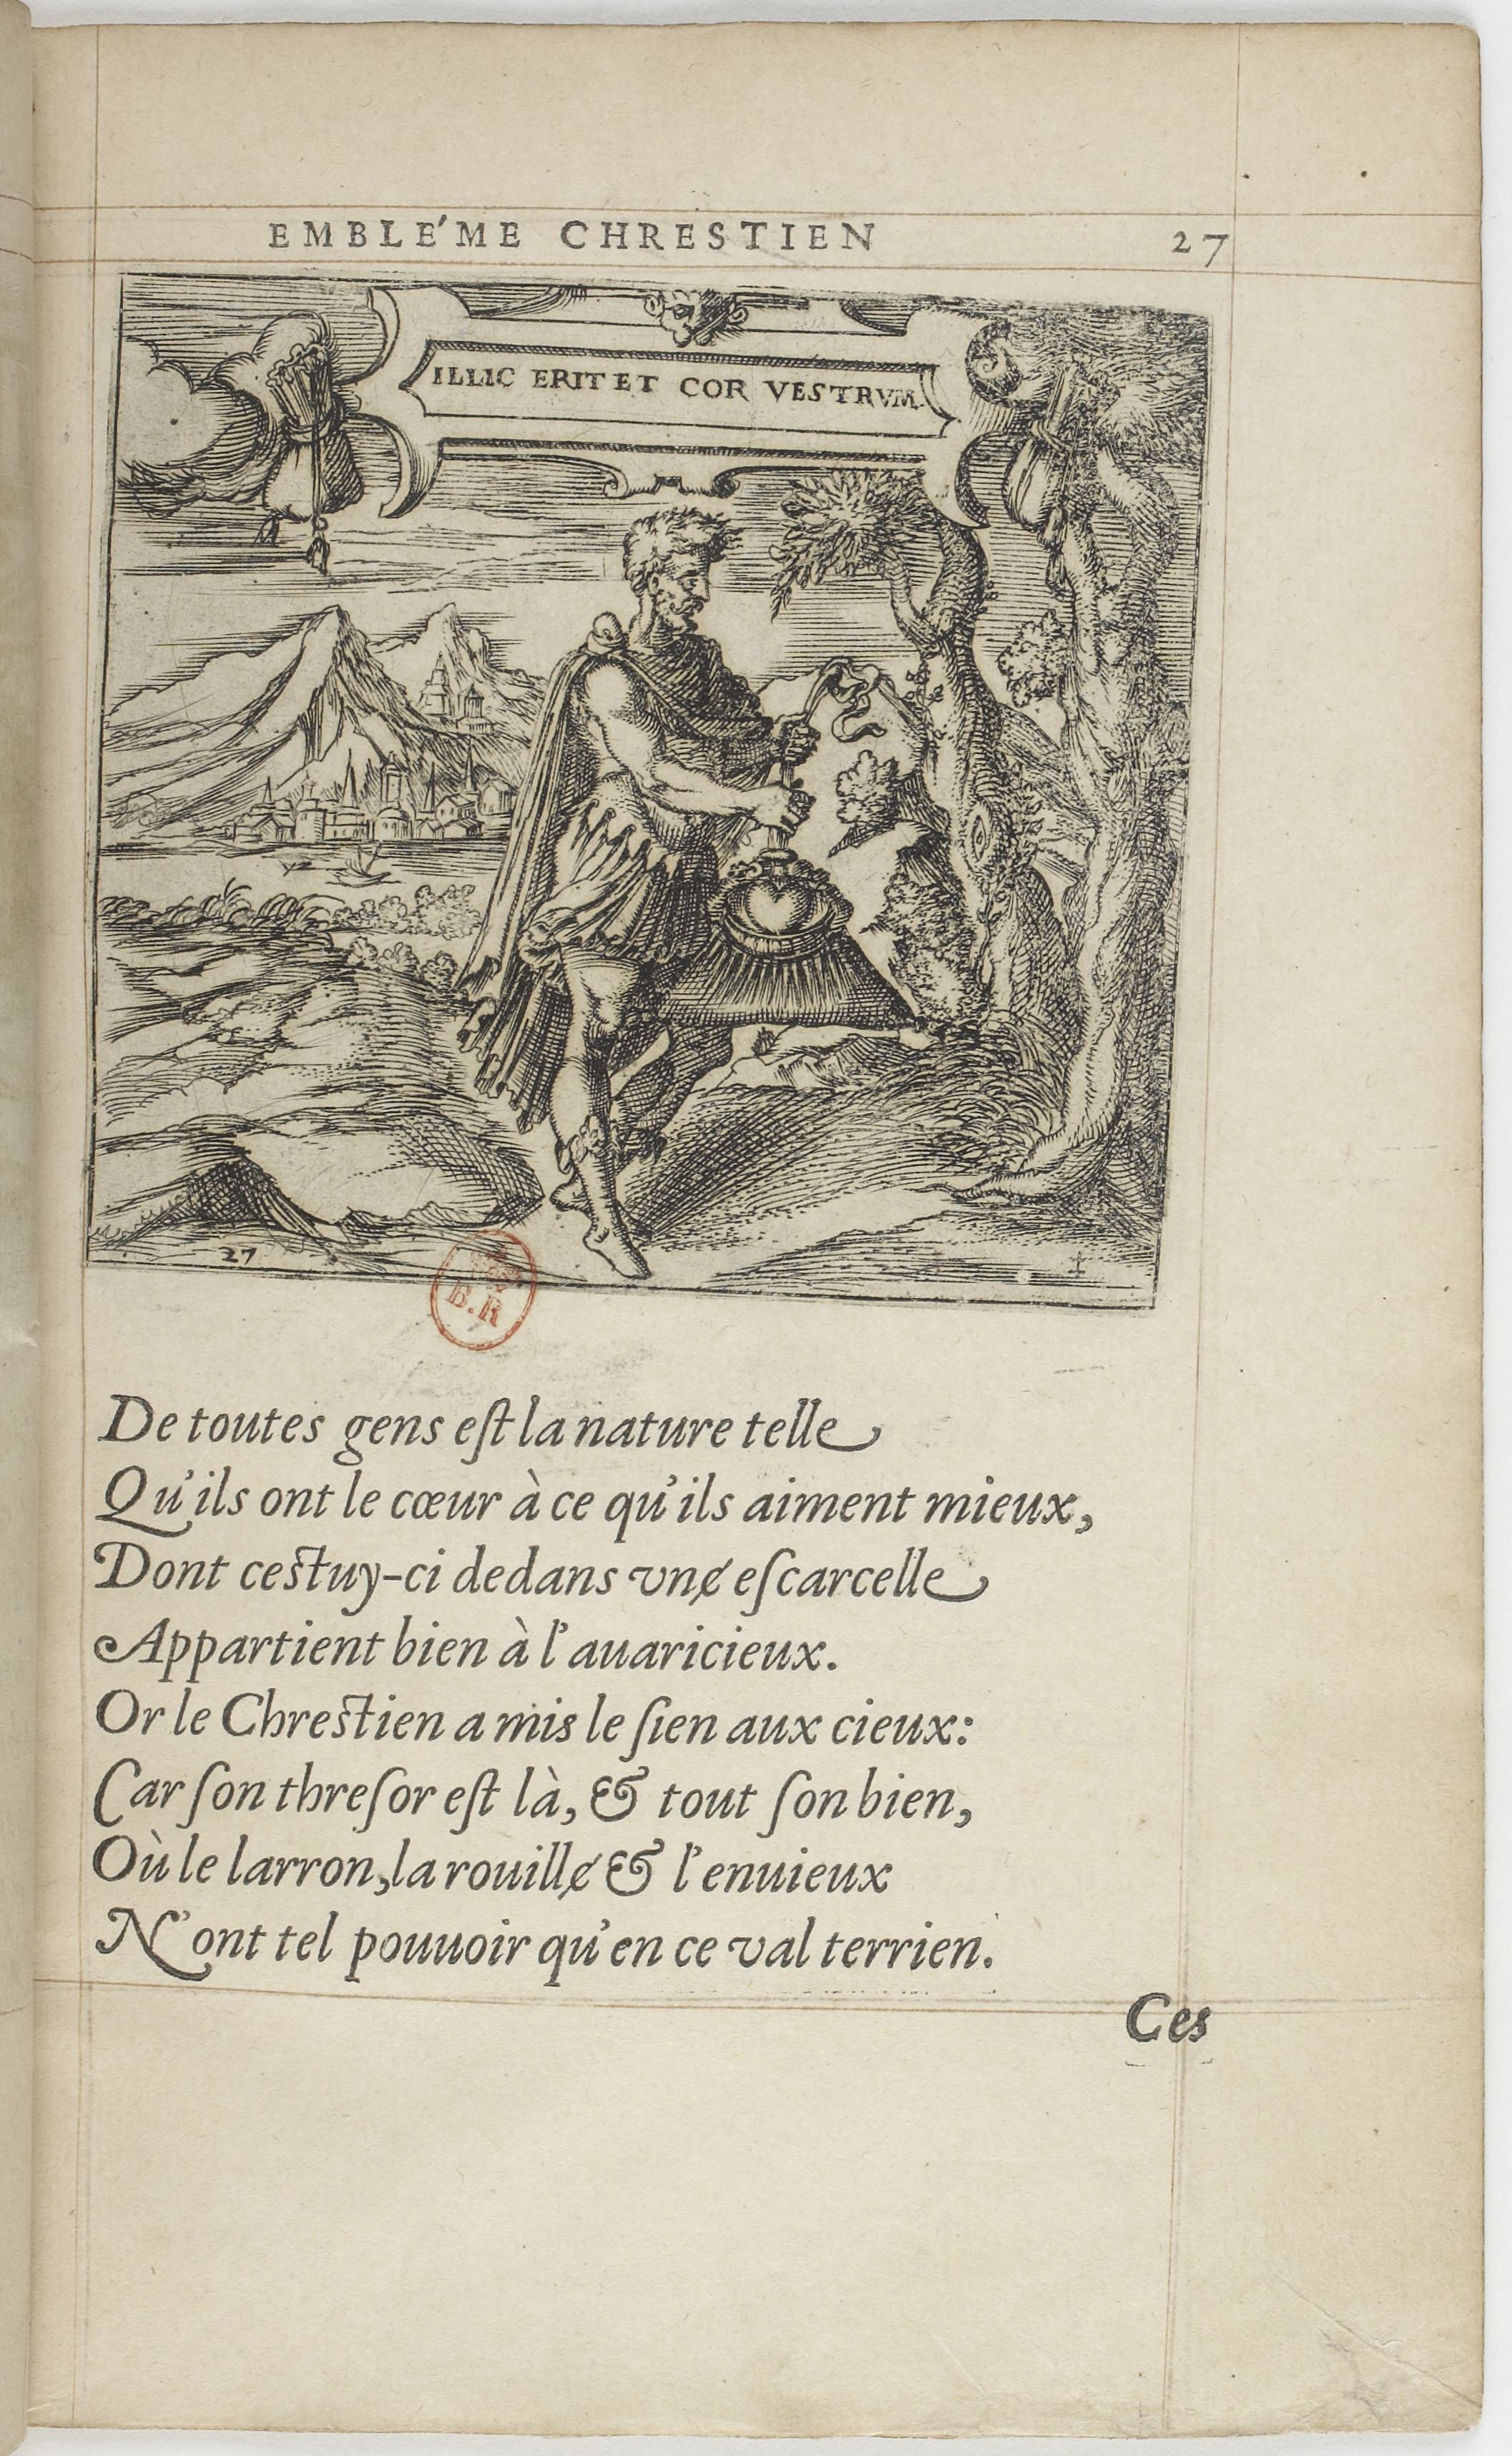 EMBLE'ME CHRESTIEN 27
ILLIC ERIT ET COR VESTRVM.
27
B.R
De toutes gens eſt la nature telle
Qu'ils ont le cœur à ce qu'ils aiment mieux,
Dont ceſtuy-ci dedans vne̸ eſcarcelle
Appartient bien à l'auaricieux.
Or le Chreſtien a mis le ſien aux cieux:
Car ſon threſor eſt là, & tout ſon bien,
Où le larron, la rouille̸ & l'enuieux
N'ont tel pouuoir qu'en ce val terrien.
Ces